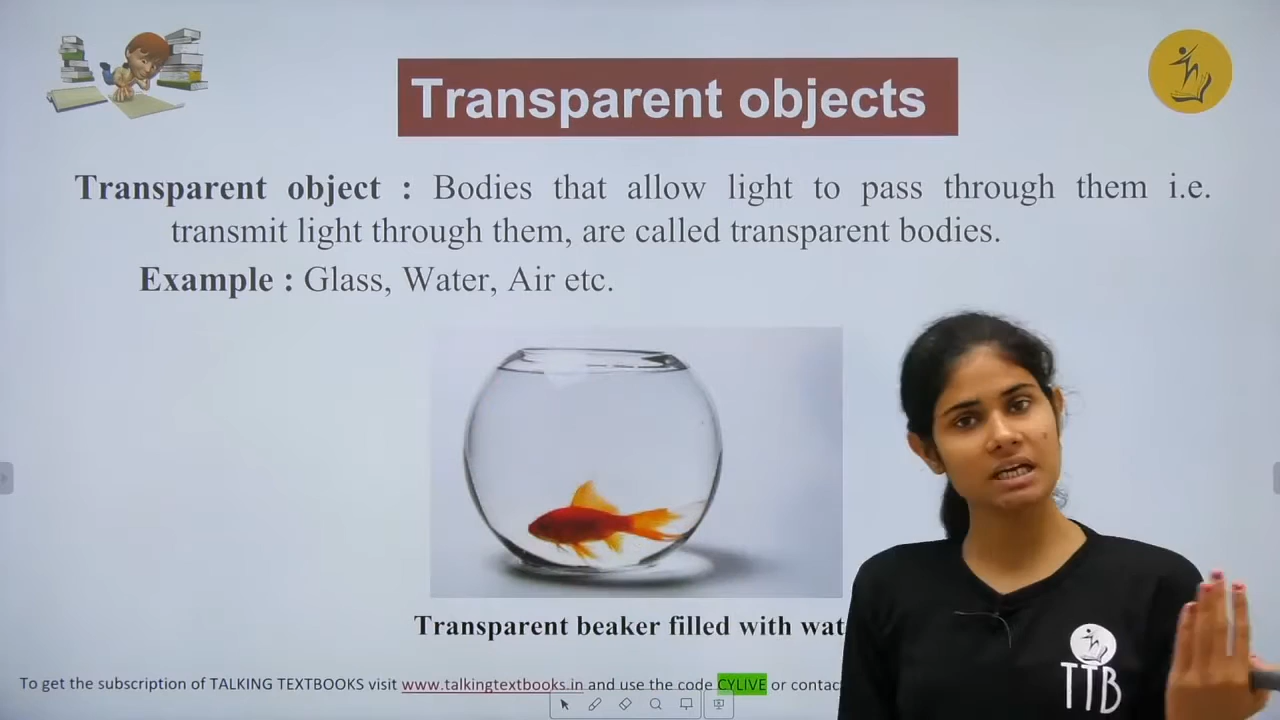 Transparent objects
Transparent object : Bodies that allow light to pass through them i.e.
transmit light through them, are called transparent bodies.
Example : Glass, Water, Air etc.
Transparent beaker filled with wat
To get the subscription of TALKING TEXTBOOKS visit www.talkingtextbooks.in and use the code CYLIVE or contac
TTB